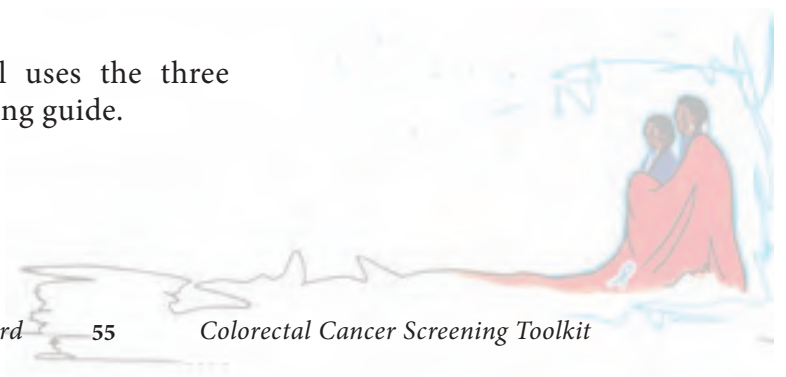 l uses the three
ng guide.
rd 55 Colorectal Cancer Screening Toolkit